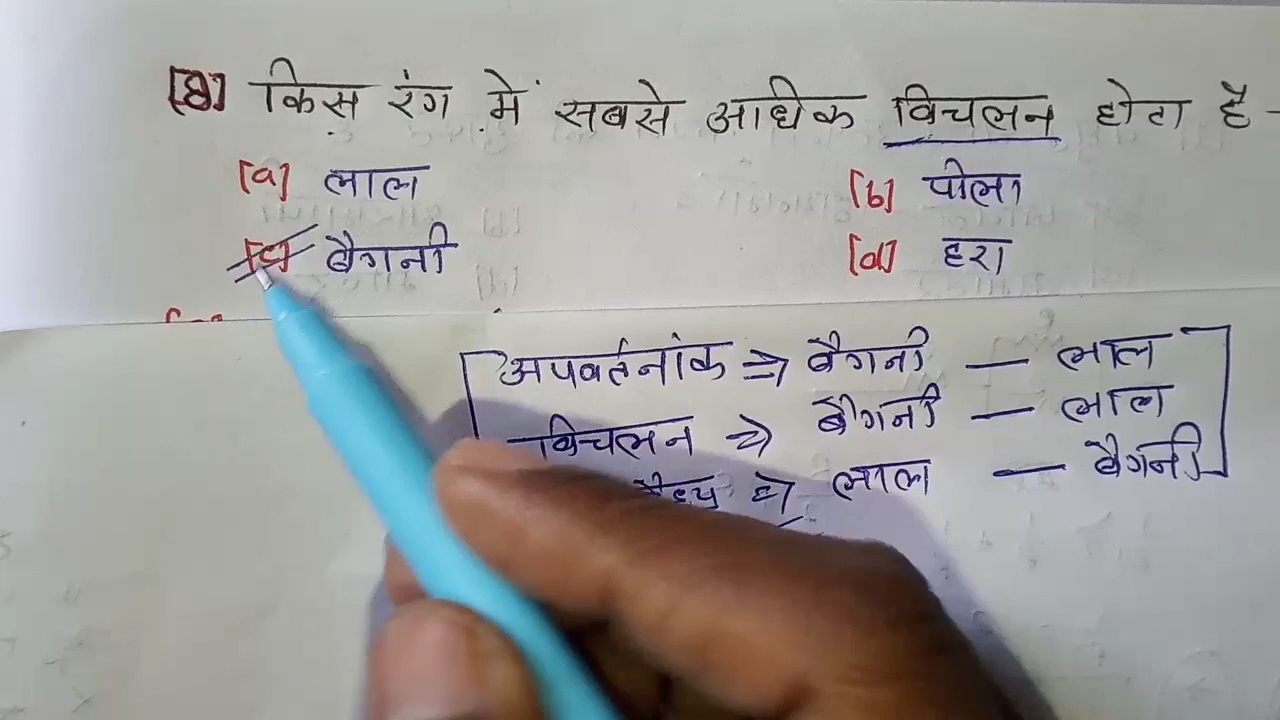 [8] किस रंग में सबसे अधिक विचलन होता है -
[a] लाल [b] पीला
[c] बैगनी [d] हरा
अपवर्तनांक ⇒ बैगनी — लाल
विचलन ⇒ बैगनी — लाल
⇒ लाल — बैगनी